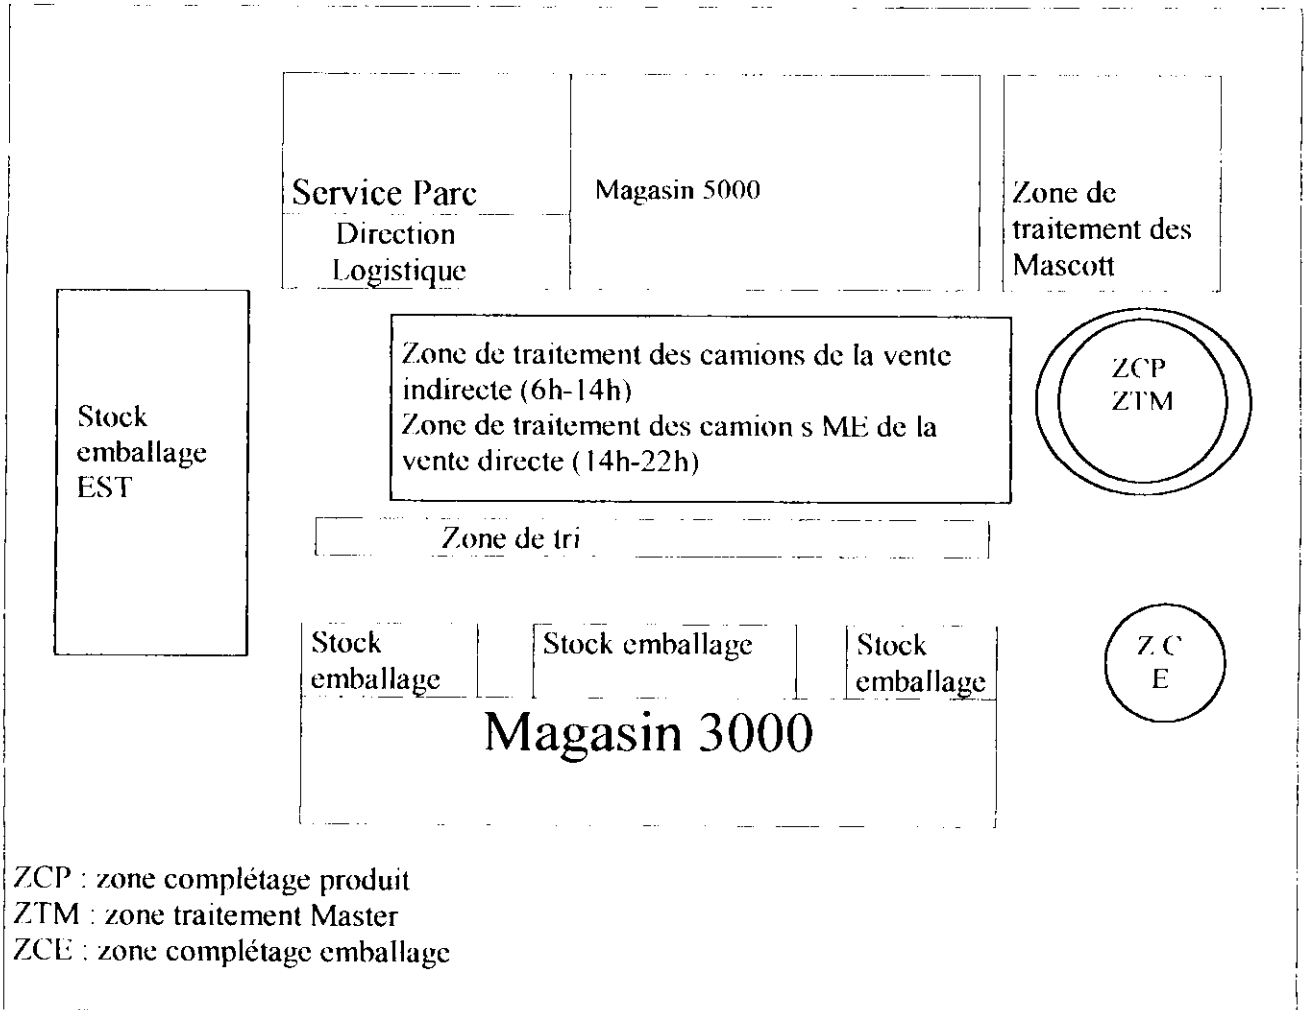 Service Parc
Direction
Logistique
Magasin 5000
Zone de
traitement des
Mascott
Stock
emballage
EST
Zone de traitement des camions de la vente
indirecte (6h-14h)
Zone de traitement des camion s ME de la
vente directe (14h-22h)
ZCP
ZTM
Zone de tri
Stock
emballage
Stock emballage
Stock
emballage
Z C
E
Magasin 3000
ZCP : zone complétage produit
ZTM : zone traitement Master
ZCE : zone complétage emballage